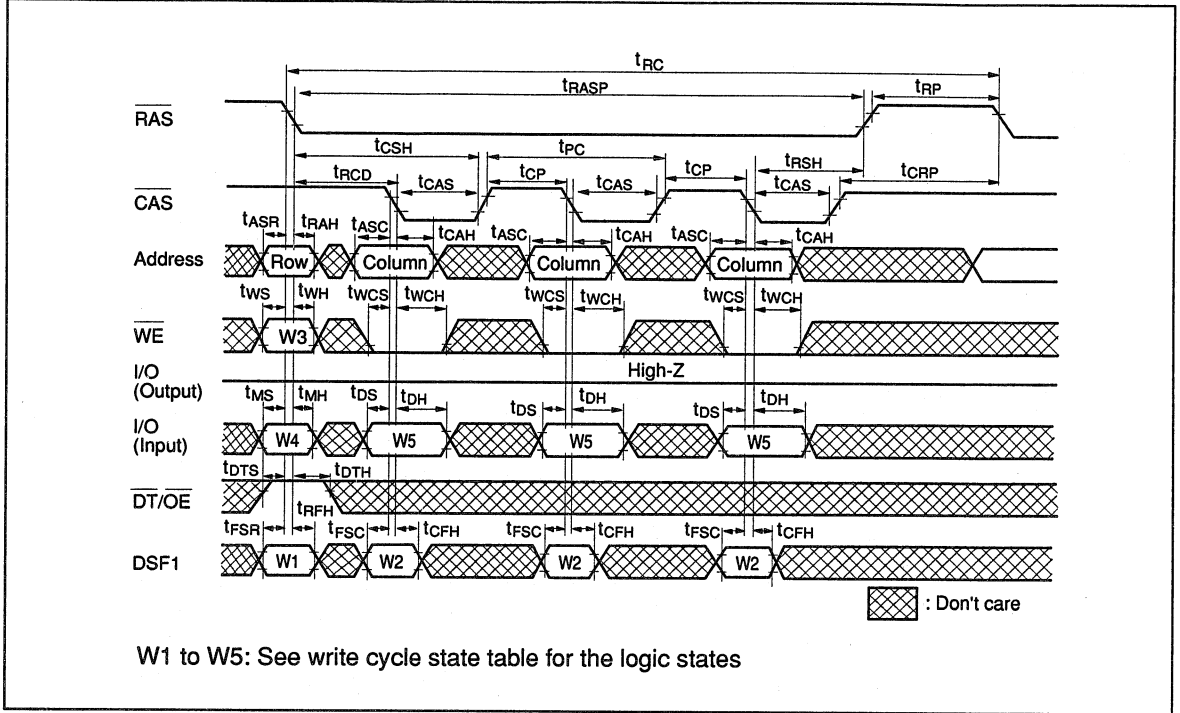 tRC
tRASP tRP
RAS
tCSH tPC tRSH
tRCD tCAS tCP tCAS tCP tCAS tCRP
CAS
tASR tRAH tASC tCAH tASC tCAH tASC tCAH
Address Row Column Column Column
tWS tWH tWCS tWCH tWCS tWCH tWCS tWCH
WE W3
I/O
(Output) High-Z
tMS tMH tDS tDH tDS tDH tDS tDH
I/O
(Input) W4 W5 W5 W5
tDTS tDTH
DT/OE
tRFH
tFSR tFSC tCFH tFSC tCFH tFSC tCFH
DSF1 W1 W2 W2 W2
: Don't care
W1 to W5: See write cycle state table for the logic states